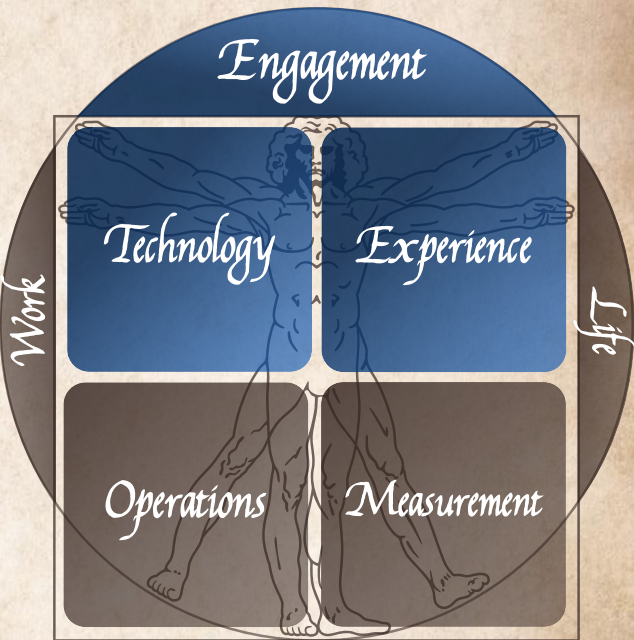 Engagement
Technology
Experience
Work
Life
Operations
Measurement